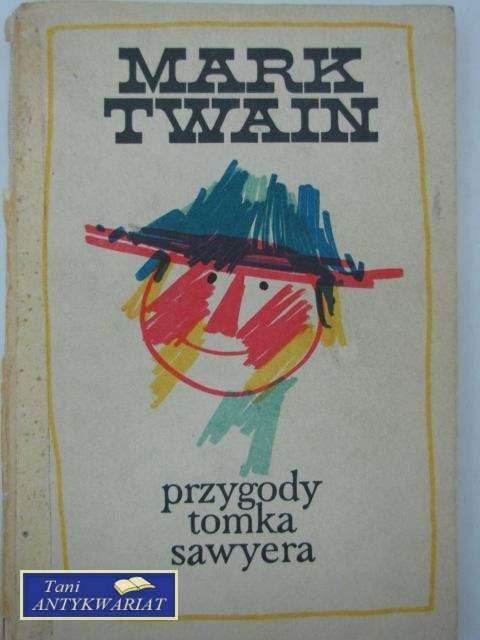 MARK
TWAIN
przygody
tomka
sawyera
Tani
ANTYKWARIAT